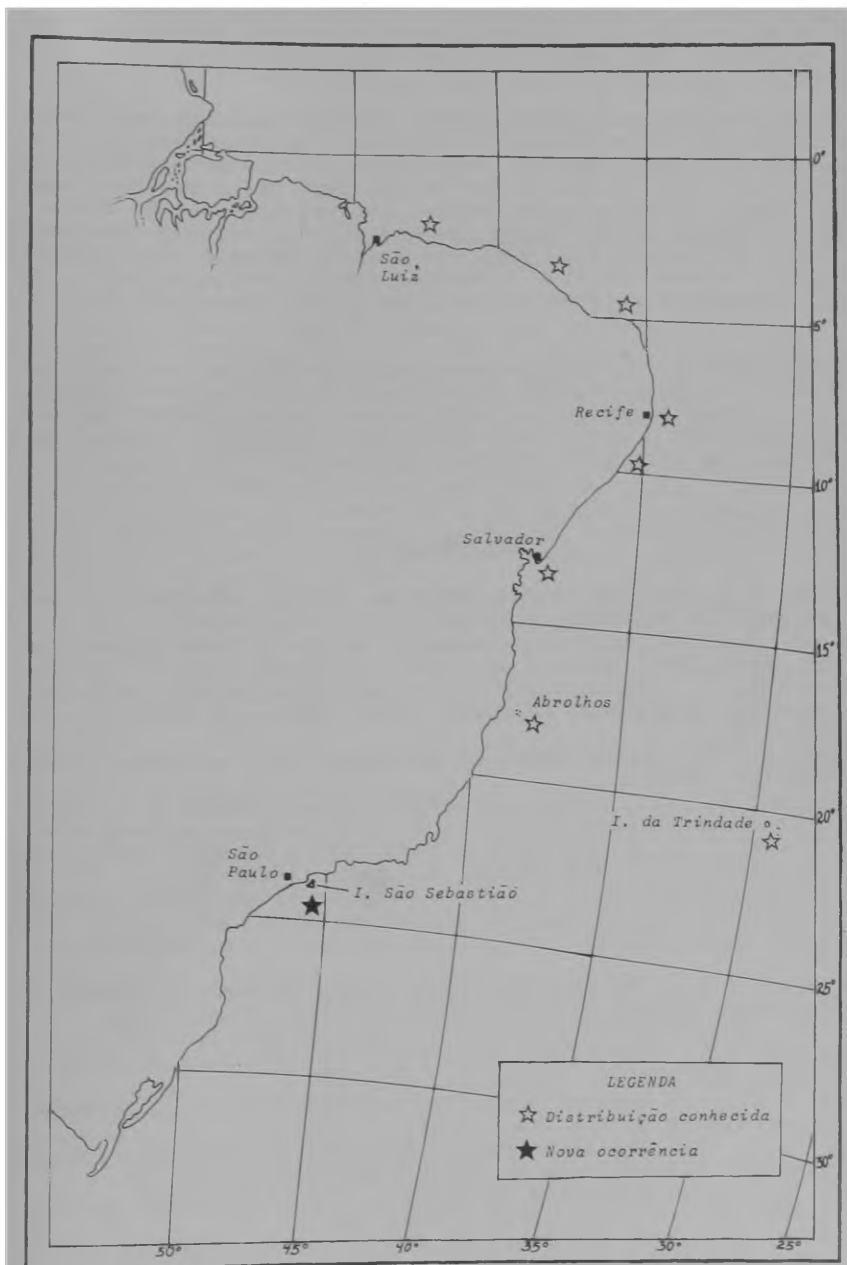 0°
São
Luiz
5°
Recife
10°
Salvador
15°
Abrolhos
20°
I. da Trindade
São
Paulo
I. São Sebastião
25°
LEGENDA
Distribuição conhecida
Nova ocorrência
30°
50°
45°
40°
35°
30°
25°